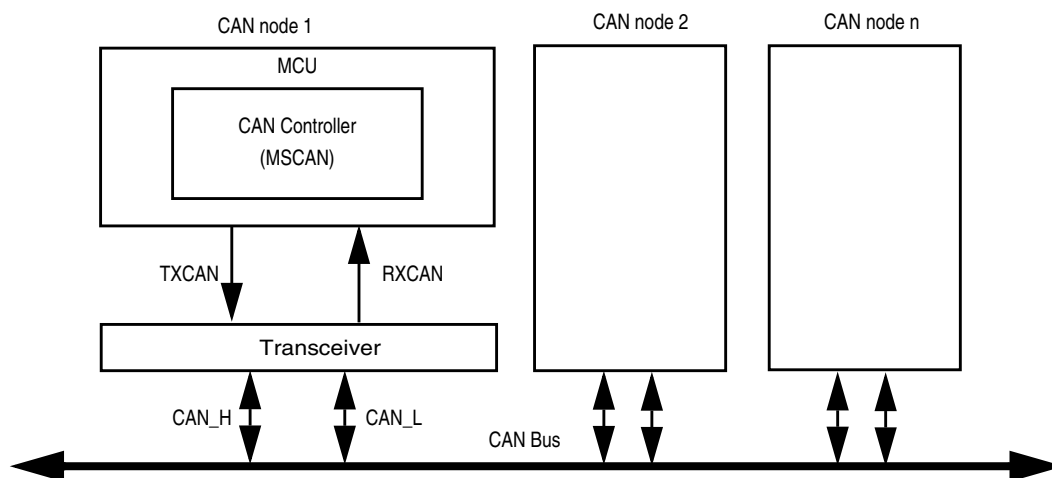 CAN node 1
CAN node 2
CAN node n
MCU
CAN Controller
(MSCAN)
TXCAN
RXCAN
Transceiver
CAN_H
CAN_L
CAN Bus